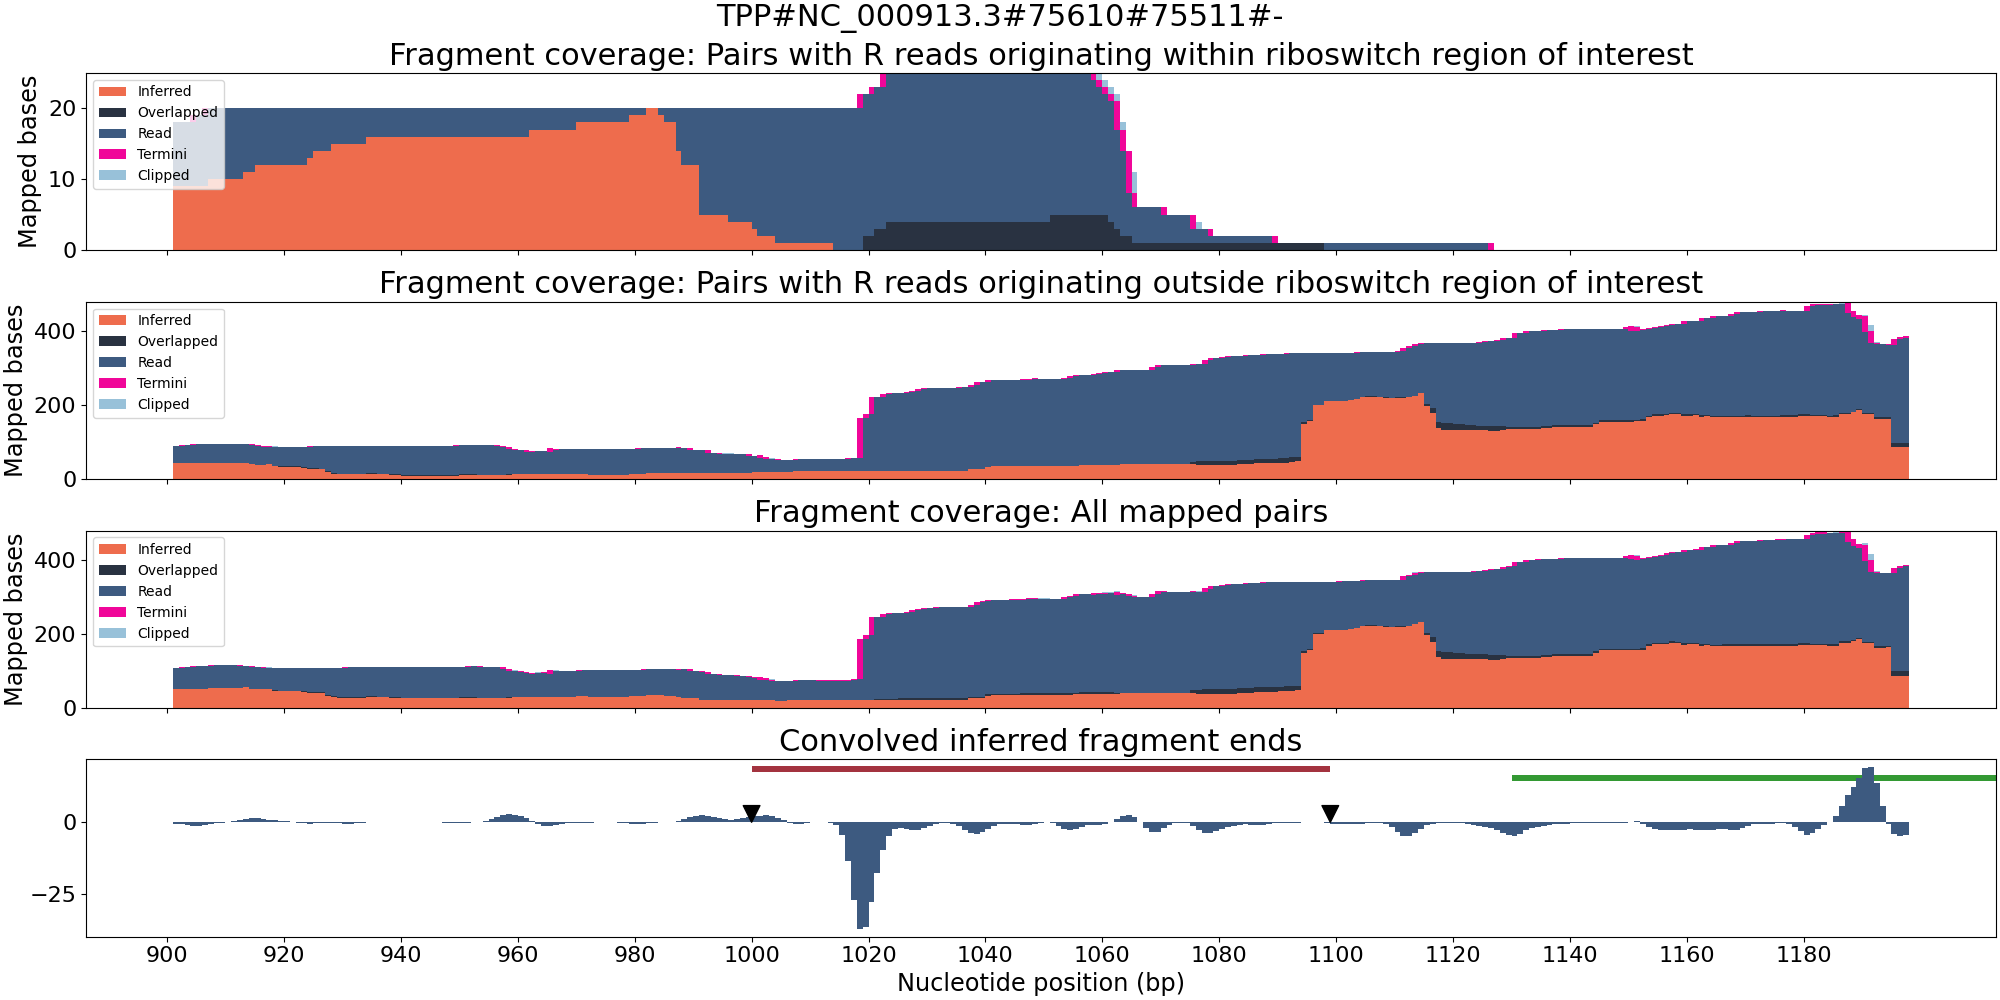 TPP#NC_000913.3#75610#75511#-
Fragment coverage: Pairs with R reads originating within riboswitch region of interest
Mapped bases
20
10
0
Inferred
Overlapped
Read
Termini
Clipped
Fragment coverage: Pairs with R reads originating outside riboswitch region of interest
Mapped bases
400
200
0
Inferred
Overlapped
Read
Termini
Clipped
Fragment coverage: All mapped pairs
Mapped bases
400
200
0
Inferred
Overlapped
Read
Termini
Clipped
Convolved inferred fragment ends
0
−25
900 920 940 960 980 1000 1020 1040 1060 1080 1100 1120 1140 1160 1180
Nucleotide position (bp)